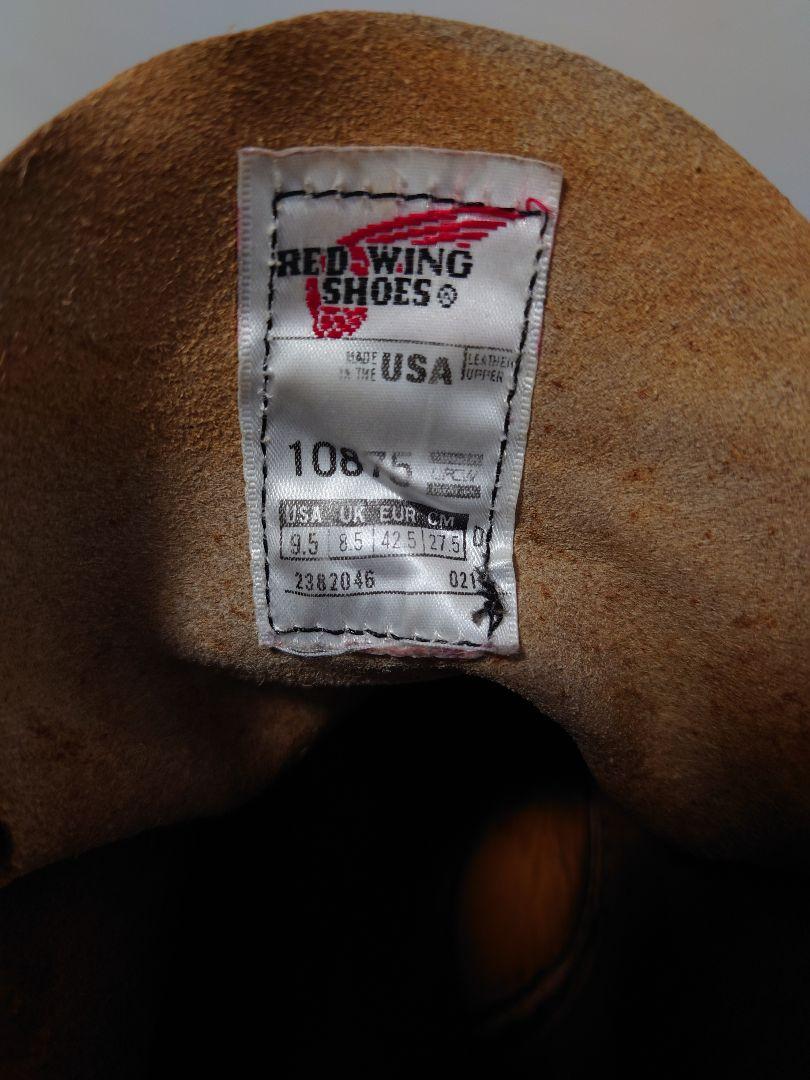 RED WING
SHOES
MADE IN THE USA LEATHER UPPER
10875
USA UK EUR CM
9.5 8.5 42.5 27.5 D
2382046